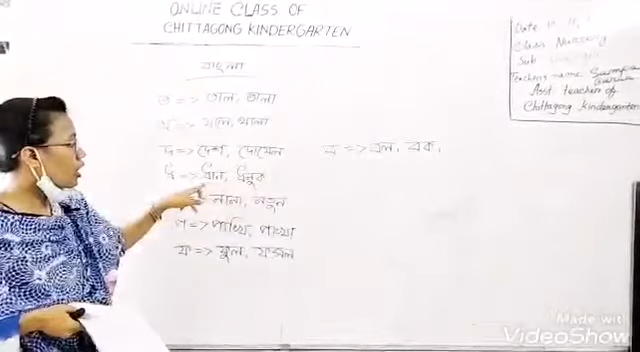 ONLINE CLASS OF
CHITTAGONG KINDERGARTEN
বাংলা
ত => তাল, তালা
থ => থলে, থালা
দ => দেশ, দোয়েল
ধ => ধান, ধনুক
নানা, নতুন
প => পাখি, পাখা
ফ => ফুল, ফসল
ব => বল, বক,
Date
Class Nursery
Sub
Teachers name
Asst teacher of
Chittagong Kindergarten
Made with
VideoShow